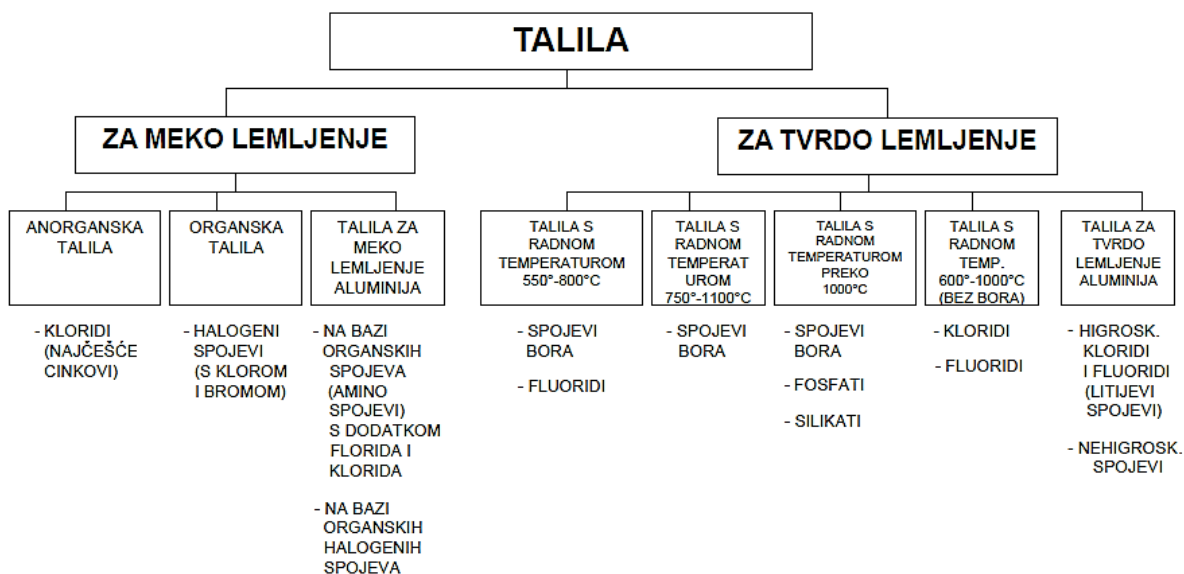 TALILA
ZA MEKO LEMLJENJE
ZA TVRDO LEMLJENJE
ANORGANSKA
TALILA
ORGANSKA
TALILA
TALILA ZA
MEKO
LEMLJENJE
ALUMINIJA
TALILA S
RADNOM
TEMPERATUROM
550°-800°C
TALILA S
RADNOM
TEMPERAT
UROM
750°-1100°C
TALILA S
RADNOM
TEMPERATUROM
PREKO
1000°C
TALILA S
RADNOM
TEMP.
600°-1000°C
(BEZ BORA)
TALILA ZA
TVRDO
LEMLJENJE
ALUMINIJA
- KLORIDI
(NAJČEŠĆE
CINKOVI)
- HALOGENI
SPOJEVI
(S KLOROM
I BROMOM)
- NA BAZI
ORGANSKIH
SPOJEVA
(AMINO
SPOJEVI)
S DODATKOM
FLORIDA I
KLORIDA
- NA BAZI
ORGANSKIH
HALOGENIH
SPOJEVA
- SPOJEVI
BORA
- FLUORIDI
- SPOJEVI
BORA
- SPOJEVI
BORA
- FOSFATI
- SILIKATI
- KLORIDI
- FLUORIDI
- HIGROSK.
KLORIDI
I FLUORIDI
(LITIJEVI
SPOJEVI)
- NEHIGROSK.
SPOJEVI